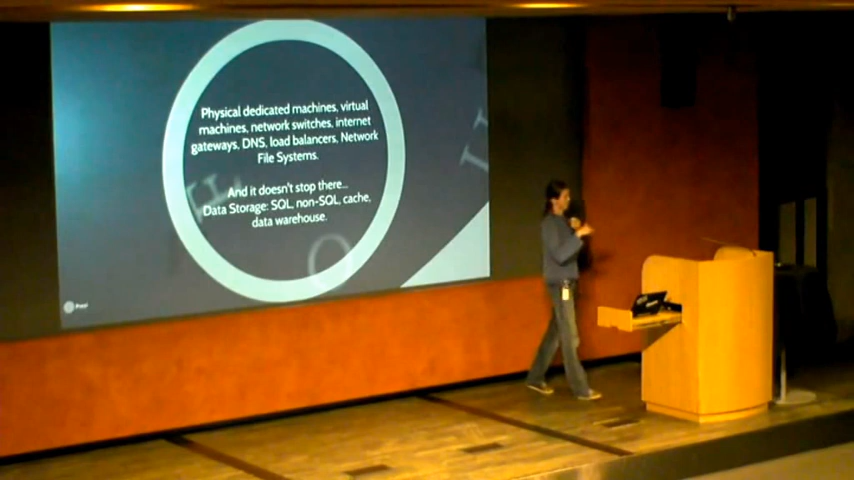 Physical dedicated machines, virtual
machines, network switches, internet
gateways, DNS, load balancers, Network
File Systems.
And it doesn't stop there...
Data Storage: SQL, non-SQL, cache,
data warehouse.
Prezi